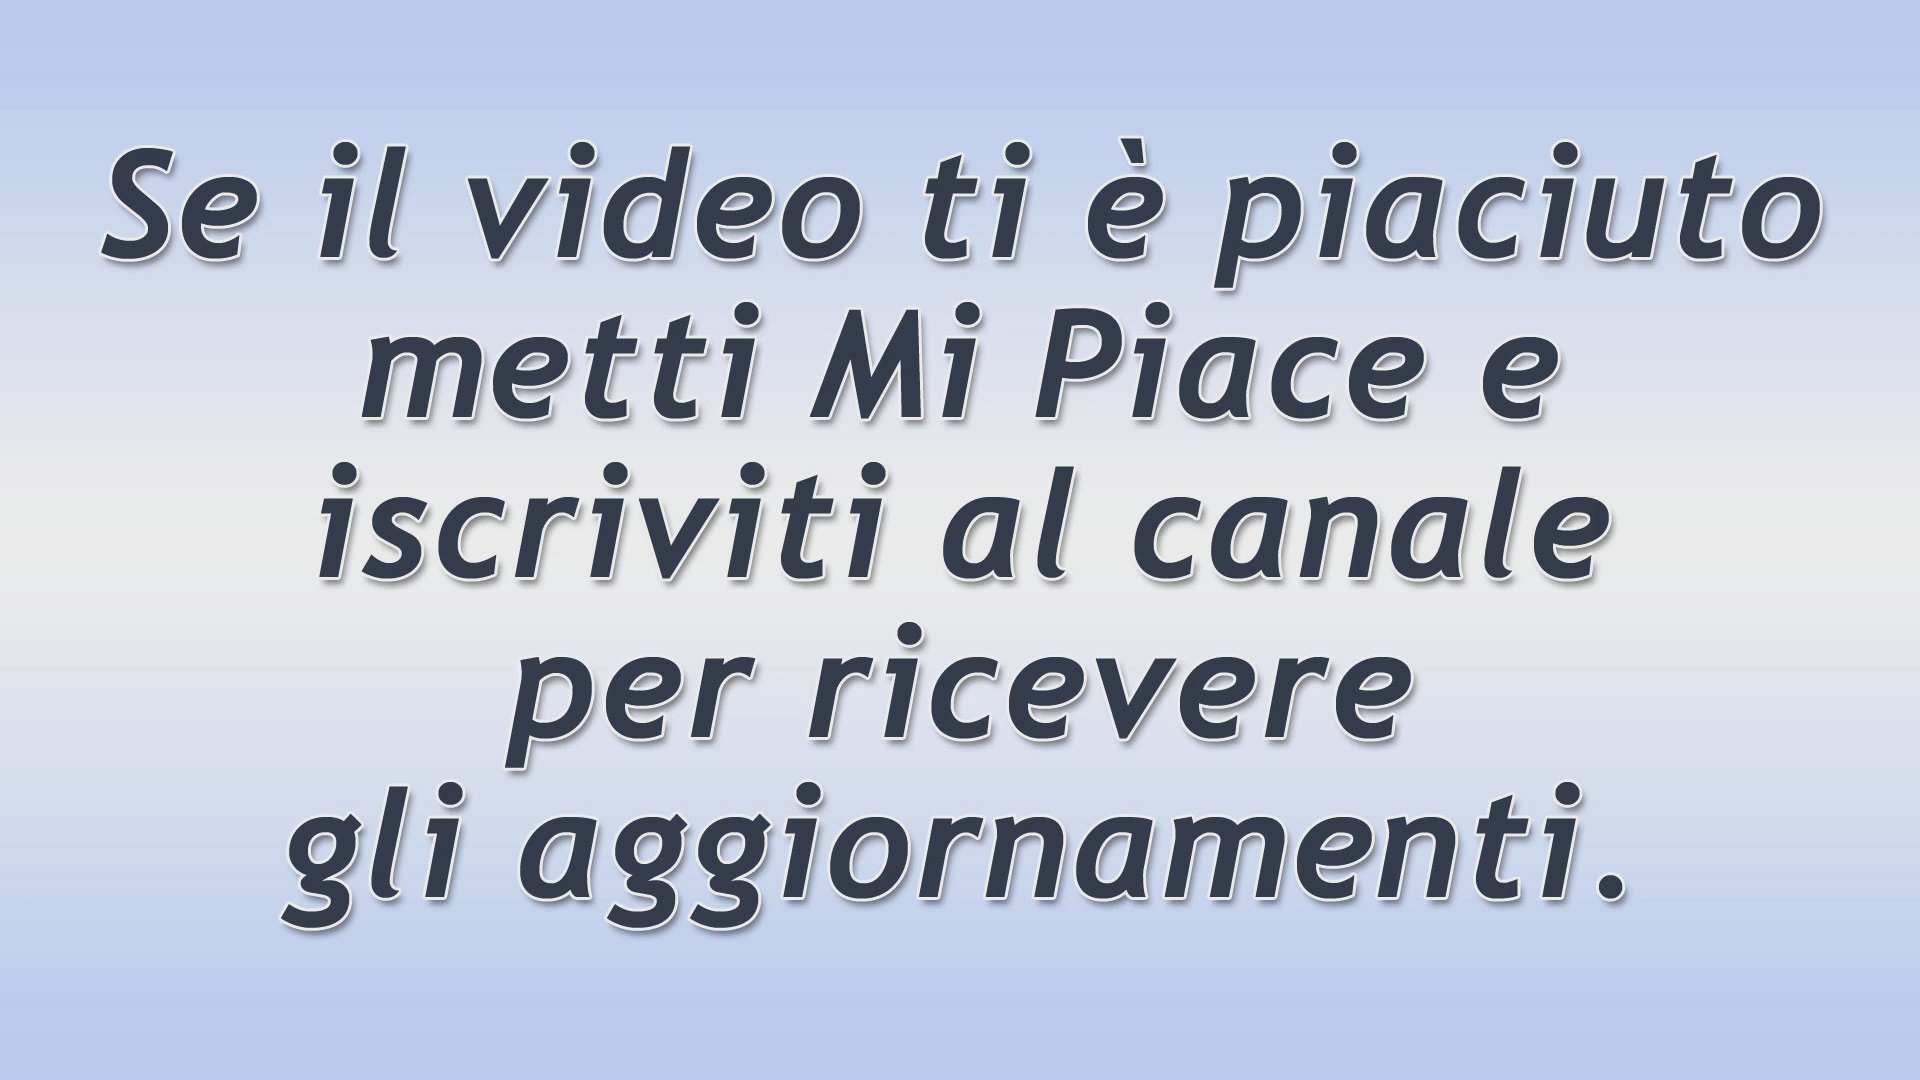 Se il video ti è piaciuto
metti Mi Piace e
iscriviti al canale
per ricevere
gli aggiornamenti.